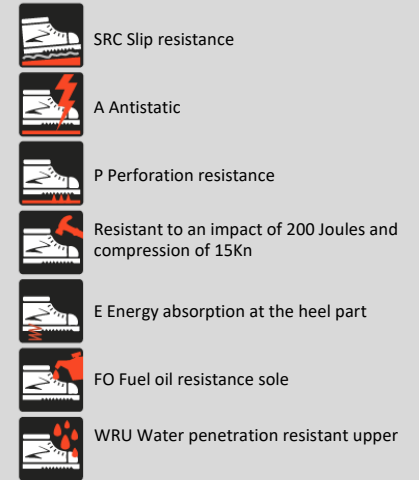 SRC Slip resistance
A Antistatic
P Perforation resistance
Resistant to an impact of 200 Joules and
compression of 15Kn
E Energy absorption at the heel part
FO Fuel oil resistance sole
WRU Water penetration resistant upper